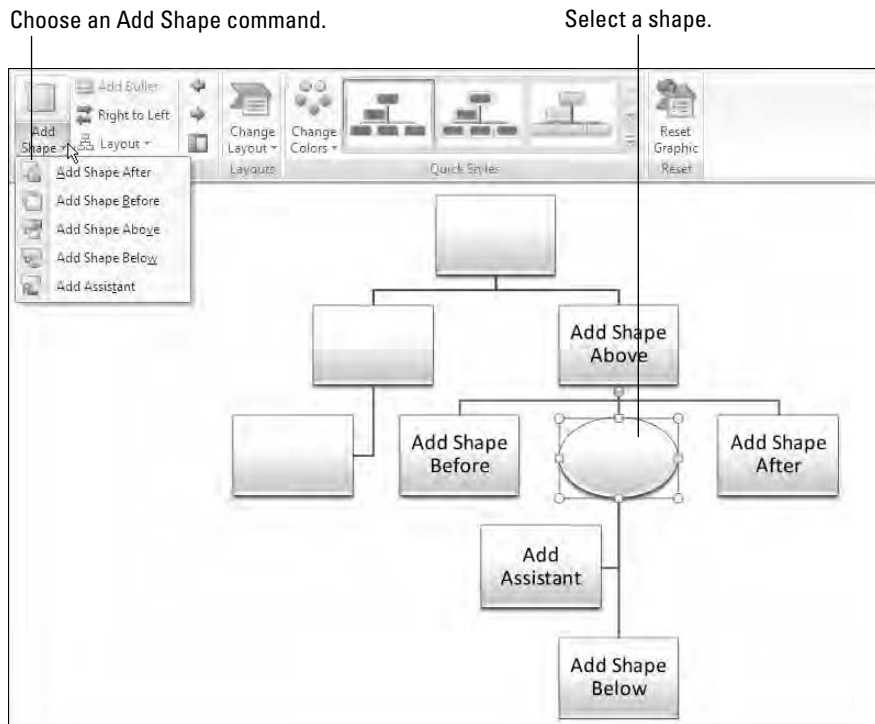 Choose an Add Shape command.
Select a shape.
Add Bullet
Right to Left
Add
Shape
Layout
Change
Layout
Change
Colors
Reset
Graphic
Layouts
Quick Styles
Reset
Add Shape After
Add Shape Before
Add Shape Above
Add Shape Below
Add Assistant
Add Shape
Above
Add Shape
Before
Add Shape
After
Add
Assistant
Add Shape
Below